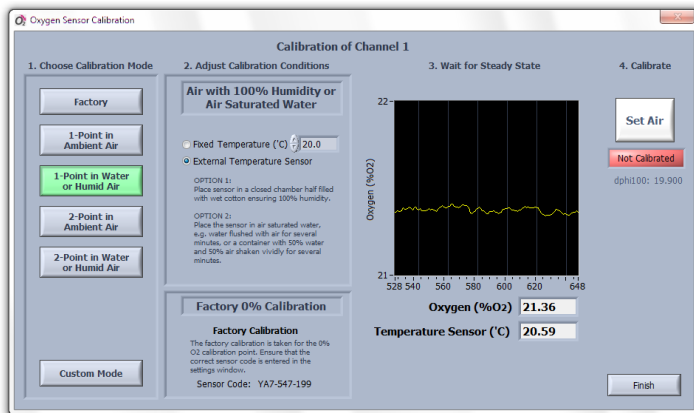 Oxygen Sensor Calibration
Calibration of Channel 1
1. Choose Calibration Mode
Factory
1-Point in
Ambient Air
1-Point in Water
or Humid Air
2-Point in
Ambient Air
2-Point in Water
or Humid Air
Custom Mode
2. Adjust Calibration Conditions
Air with 100% Humidity or
Air Saturated Water
Fixed Temperature (°C) 20.0
External Temperature Sensor
OPTION 1:
Place sensor in a closed chamber half filled
with wet cotton ensuring 100% humidity.
OPTION 2:
Place the sensor in air saturated water,
e.g. water flushed with air for several
minutes, or a container with 50% water
and 50% air shaken vividly for several
minutes.
Factory 0% Calibration
Factory Calibration
The factory calibration is taken for the 0%
O2 calibration point. Ensure that the
correct sensor code is entered in the
settings window.
Sensor Code: YA7-547-199
3. Wait for Steady State
Oxygen (%O2)
22
21
528 540 560 580 600 620 648
Oxygen (%O2) 21.36
Temperature Sensor (°C) 20.59
4. Calibrate
Set Air
Not Calibrated
dphi100: 19.900
Finish